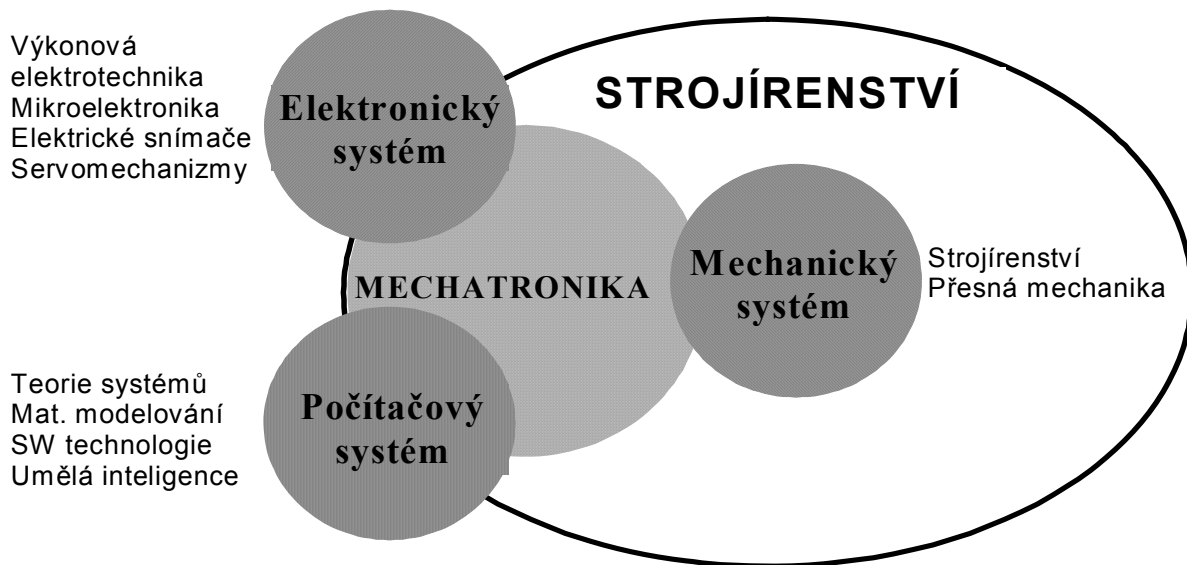 Výkonová
elektrotechnika
Mikroelektronika
Elektrické snímače
Servomechanizmy
Elektronický
systém
STROJÍRENSTVÍ
MECHATRONIKA
Mechanický
systém
Strojírenství
Přesná mechanika
Teorie systémů
Mat. modelování
SW technologie
Umělá inteligence
Počítačový
systém